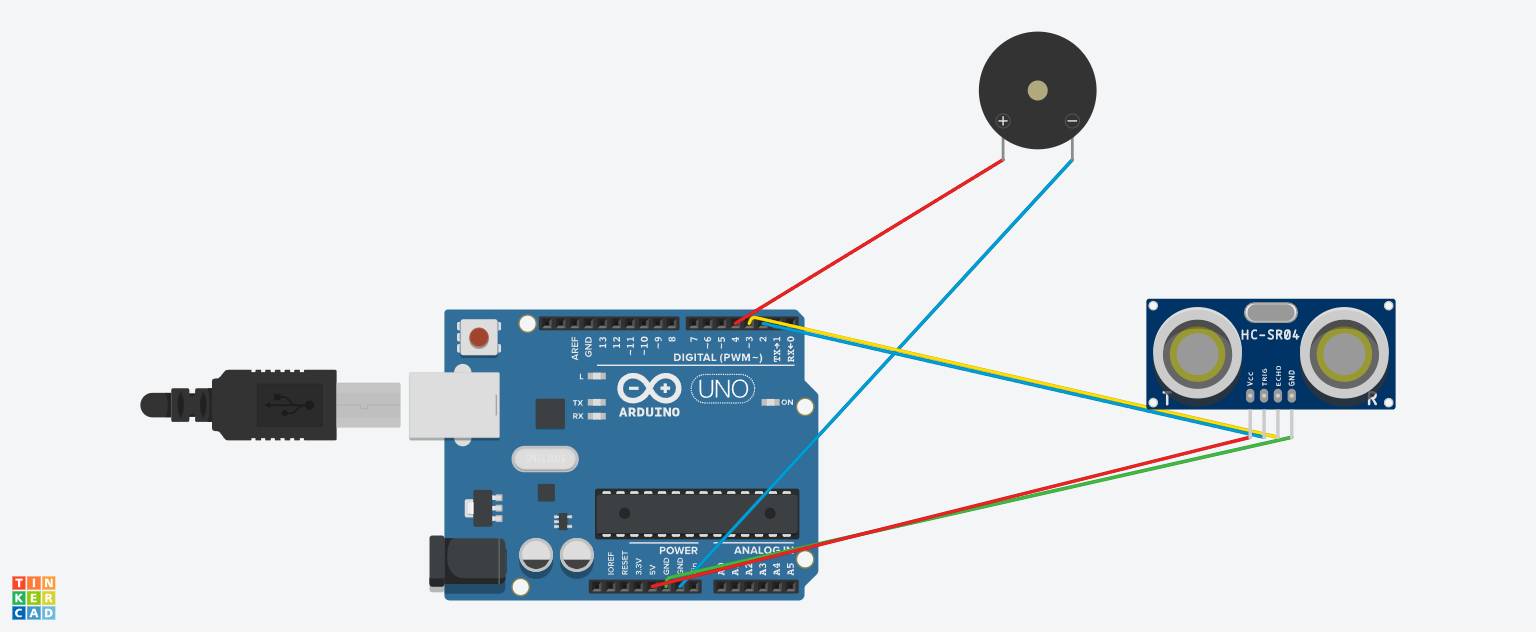 + −
HC-SR04
Vcc TRIG ECHO GND
T R
AREF GND 13 12 ~11 ~10 ~9 8 7 ~6 ~5 4 ~3 2 TX→1 RX←0
DIGITAL (PWM~)
L
TX
RX
UNO
ON
ARDUINO
POWER ANALOG IN
IOREF RESET 3.3V 5V GND GND A1 A2 A3 A4 A5
TIN
KER
CAD